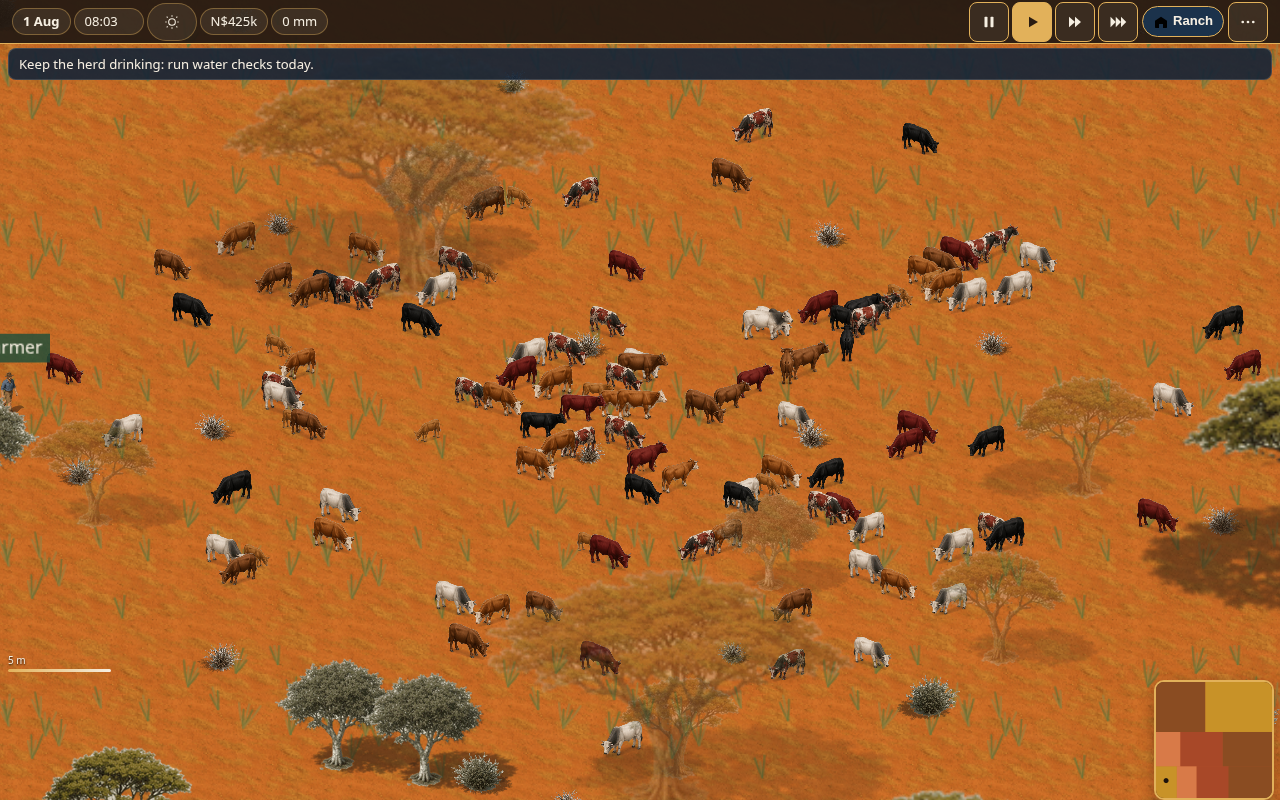 1 Aug 08:03 N$425k 0 mm Ranch
Keep the herd drinking: run water checks today.
rmer
5 m